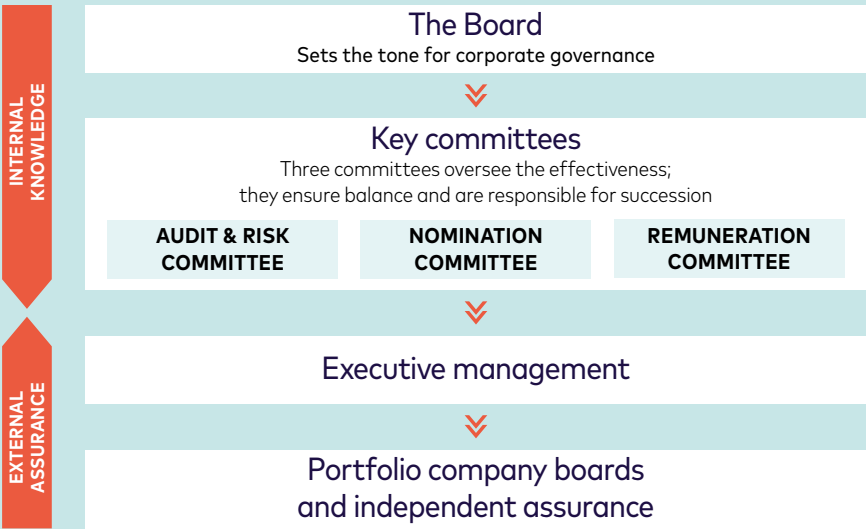 The Board
Sets the tone for corporate governance
INTERNAL
KNOWLEDGE
Key committees
Three committees oversee the effectiveness;
they ensure balance and are responsible for succession
AUDIT & RISK
COMMITTEE
NOMINATION
COMMITTEE
REMUNERATION
COMMITTEE
Executive management
EXTERNAL
ASSURANCE
Portfolio company boards
and independent assurance